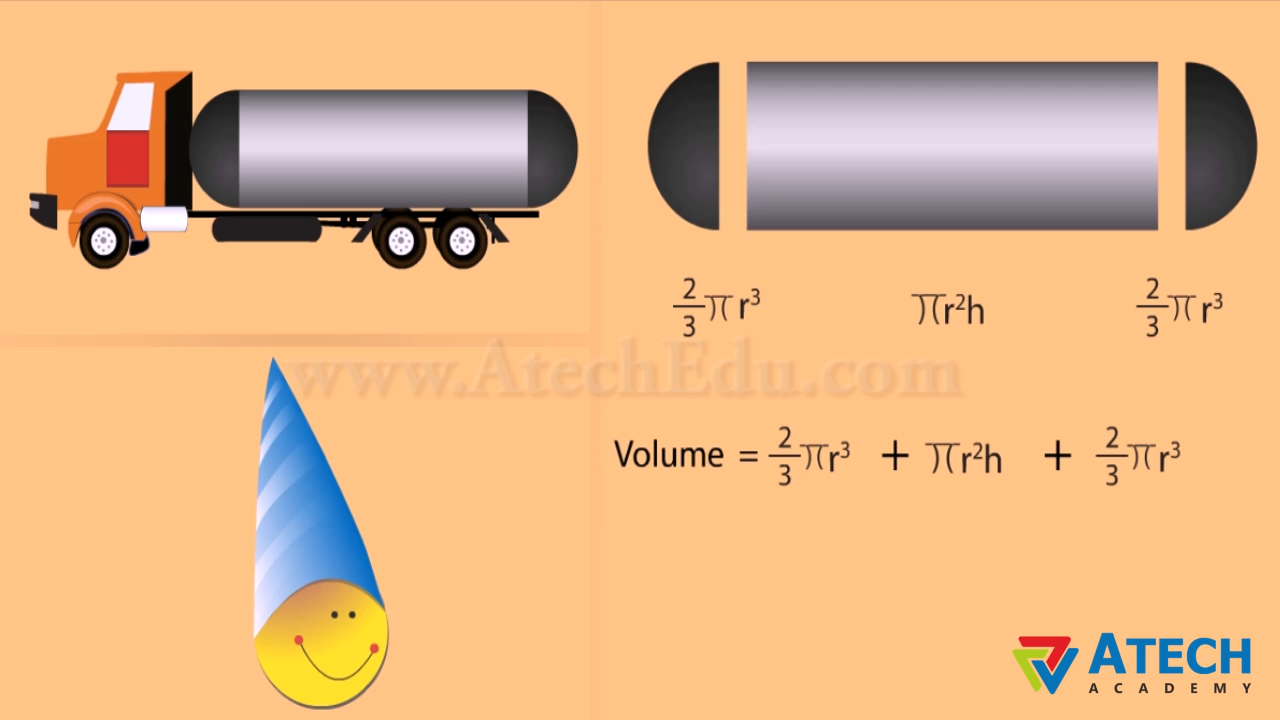 2/3 πr³ πr²h 2/3 πr³
www.AtechEdu.com
Volume = 2/3 πr³ + πr²h + 2/3 πr³
ATECH
ACADEMY